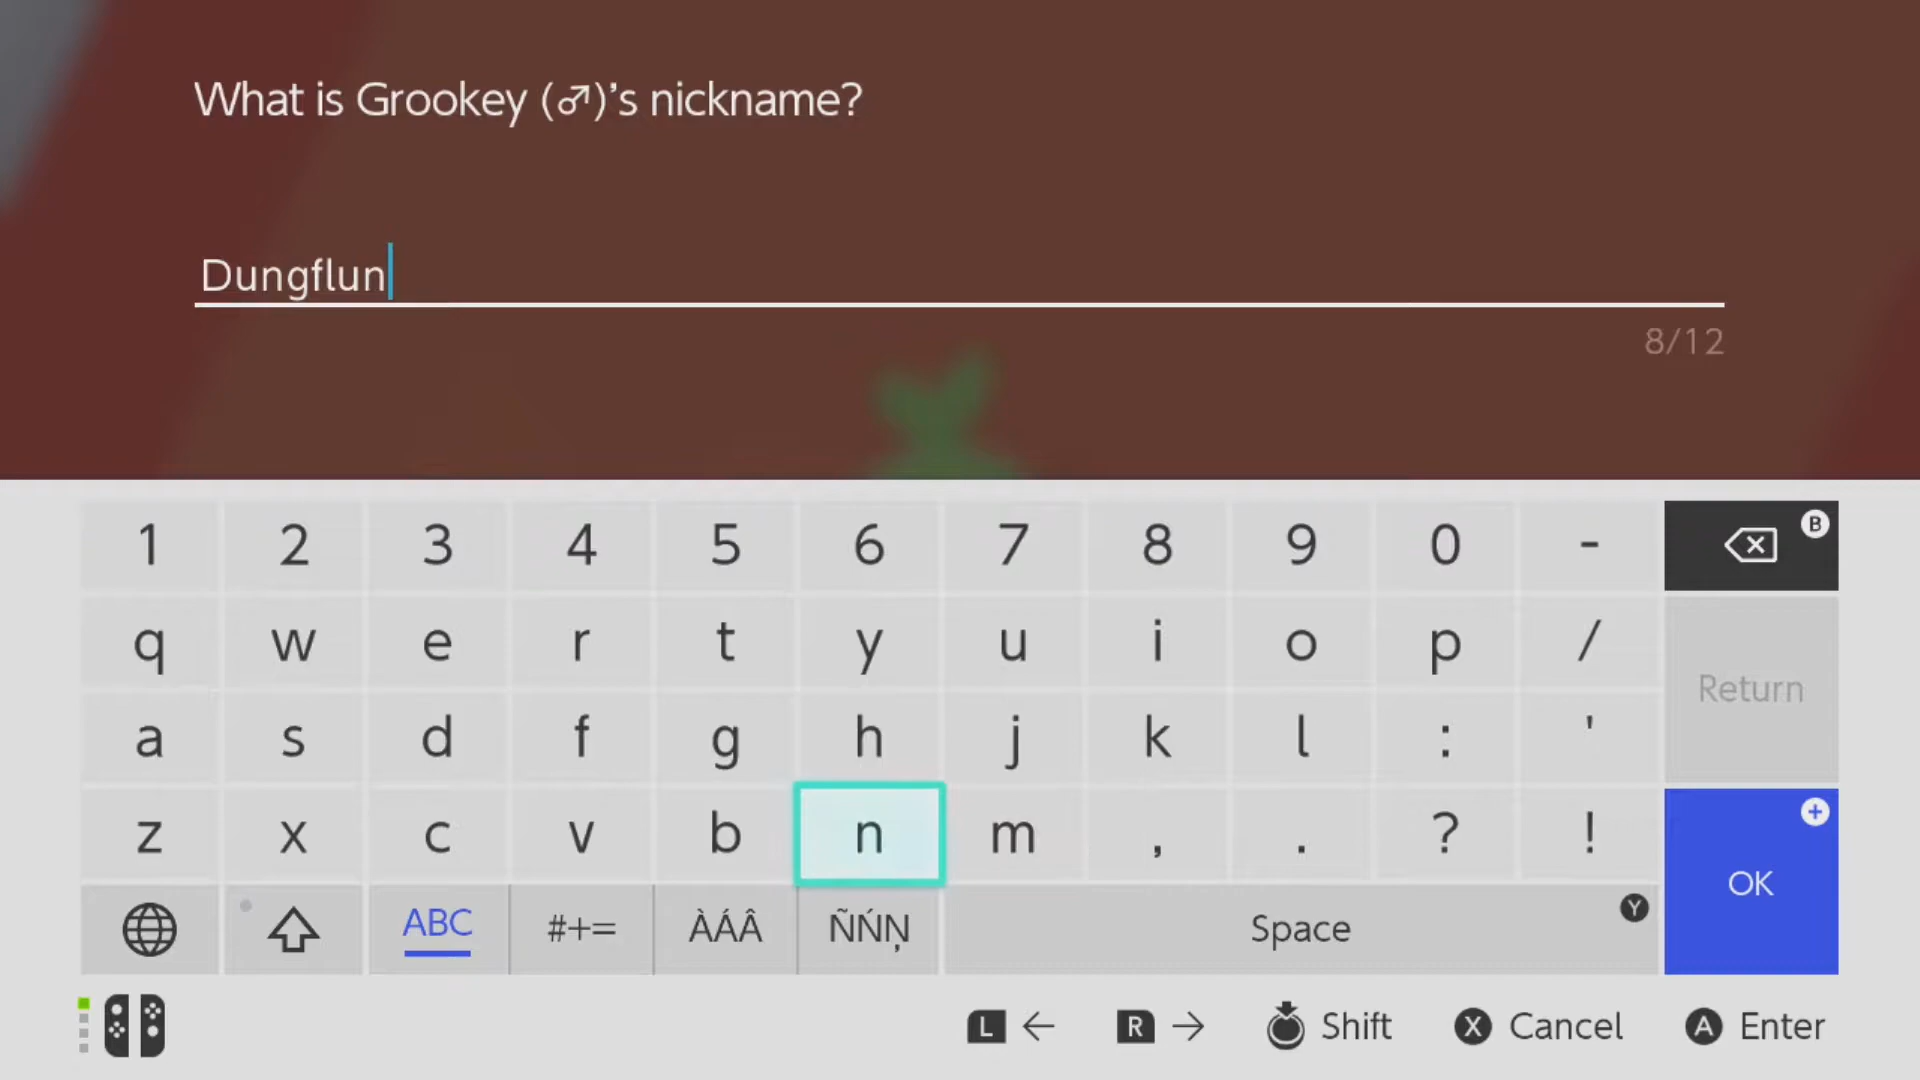 What is Grookey (♂)'s nickname?
Dungflun
8/12
1 2 3 4 5 6 7 8 9 0 - B
q w e r t y u i o p /
Return
a s d f g h j k l : '
z x c v b n m , . ? ! +
OK
ABC #+= ÀÁÂ ÑŃŅ Space Y
L ← R → Shift X Cancel A Enter